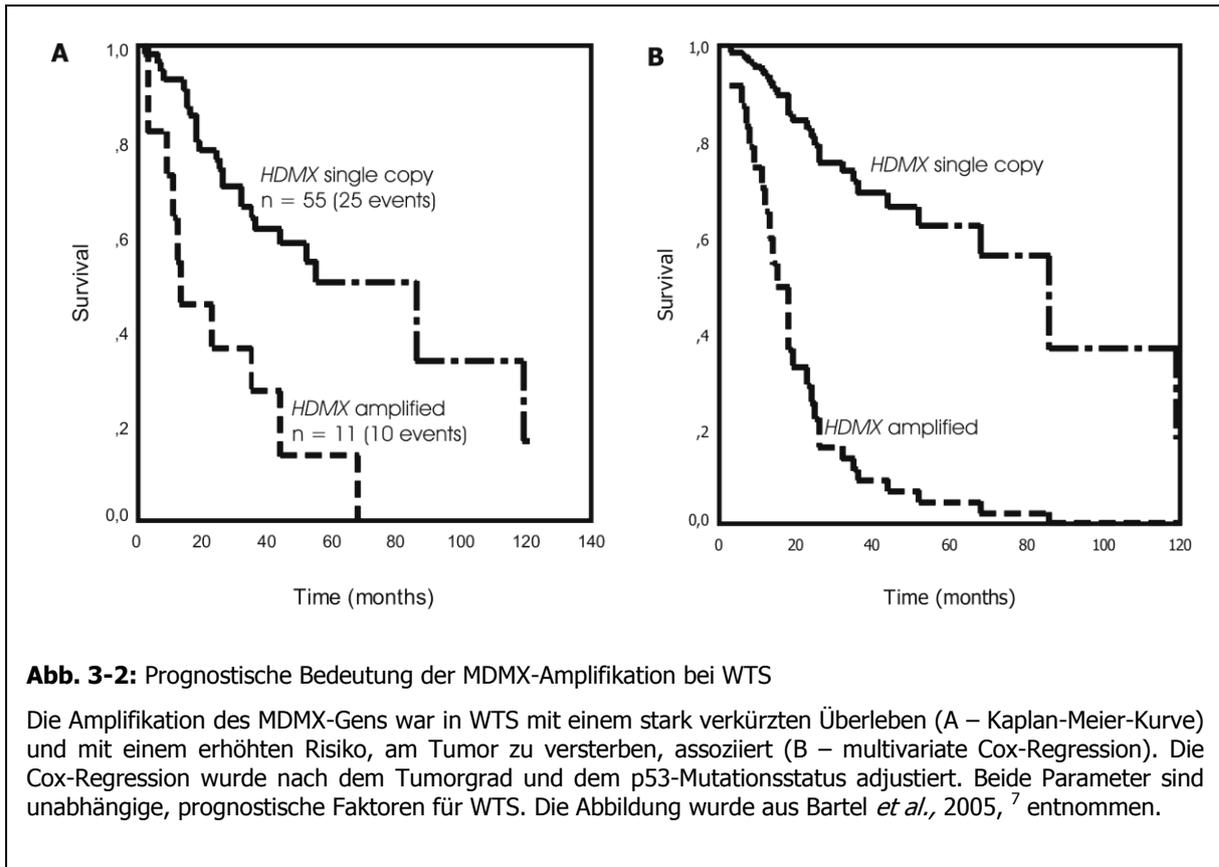 A
1,0
,8
,6
,4
,2
0,0
Survival
HDMX single copy
n = 55 (25 events)
HDMX amplified
n = 11 (10 events)
0 20 40 60 80 100 120 140
Time (months)
B
1,0
,8
,6
,4
,2
0,0
Survival
HDMX single copy
HDMX amplified
0 20 40 60 80 100 120
Time (months)
Abb. 3-2: Prognostische Bedeutung der MDMX-Amplifikation bei WTS
Die Amplifikation des MDMX-Gens war in WTS mit einem stark verkürzten Überleben (A – Kaplan-Meier-Kurve)
und mit einem erhöhten Risiko, am Tumor zu versterben, assoziiert (B – multivariate Cox-Regression). Die
Cox-Regression wurde nach dem Tumorgrad und dem p53-Mutationsstatus adjustiert. Beide Parameter sind
unabhängige, prognostische Faktoren für WTS. Die Abbildung wurde aus Bartel et al., 2005, 7 entnommen.